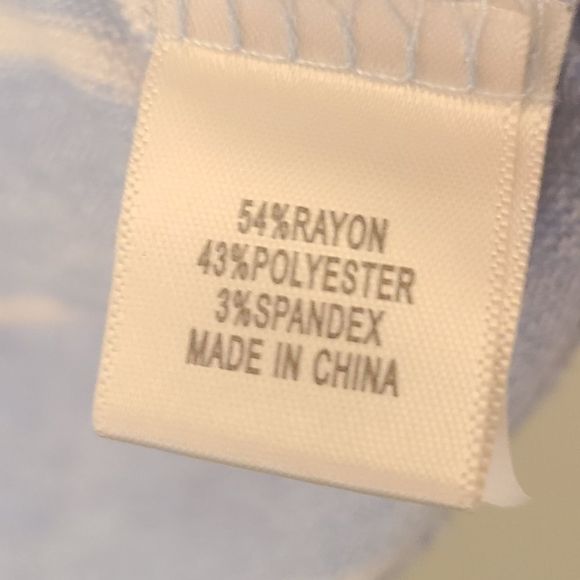 54%RAYON
43%POLYESTER
3%SPANDEX
MADE IN CHINA